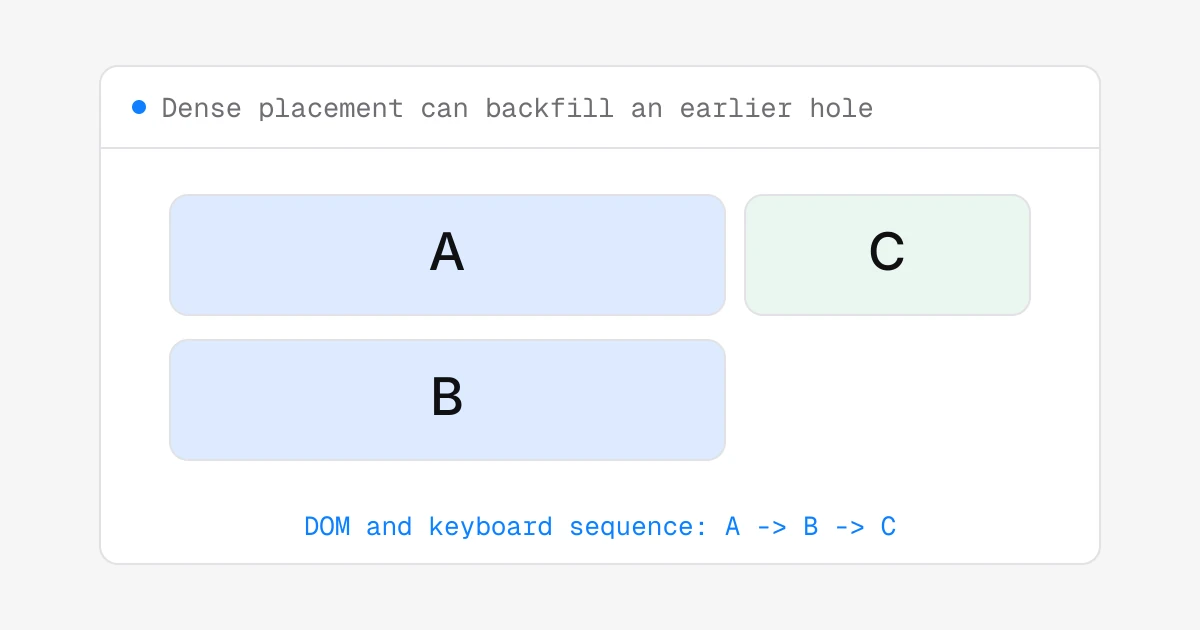 Dense placement can backfill an earlier hole
A
C
B
DOM and keyboard sequence: A -> B -> C